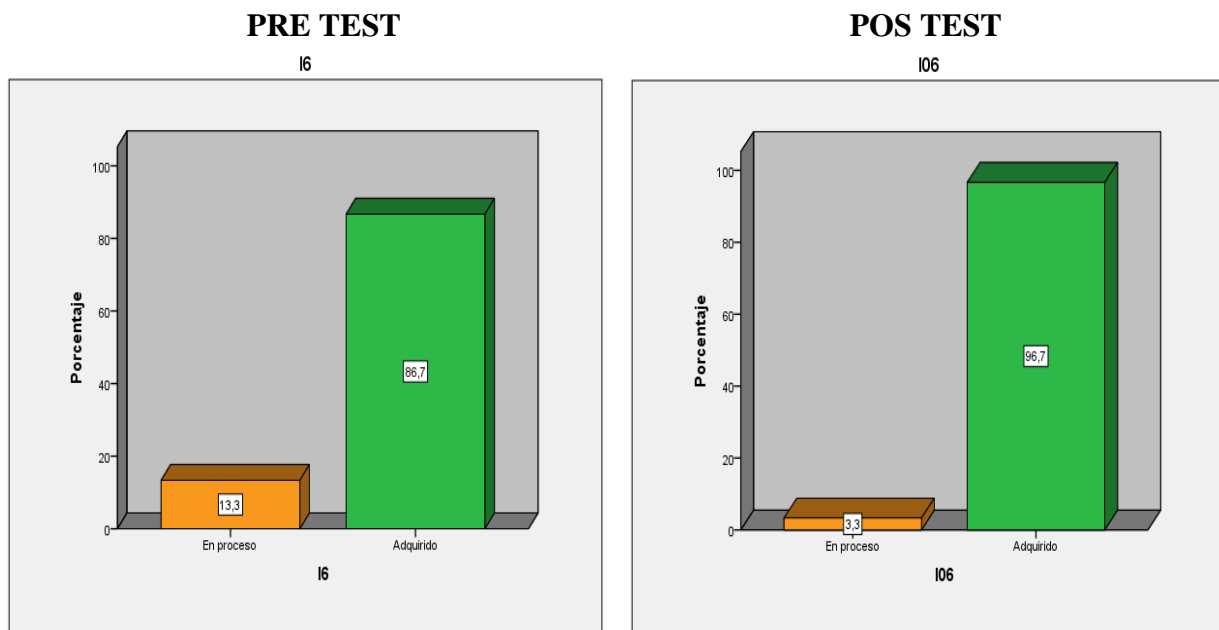 PRE TEST
I6
Porcentaje
100
80
60
40
20
0
13,3
86,7
En proceso
Adquirido
I6
POS TEST
I06
Porcentaje
100
80
60
40
20
0
3,3
96,7
En proceso
Adquirido
I06